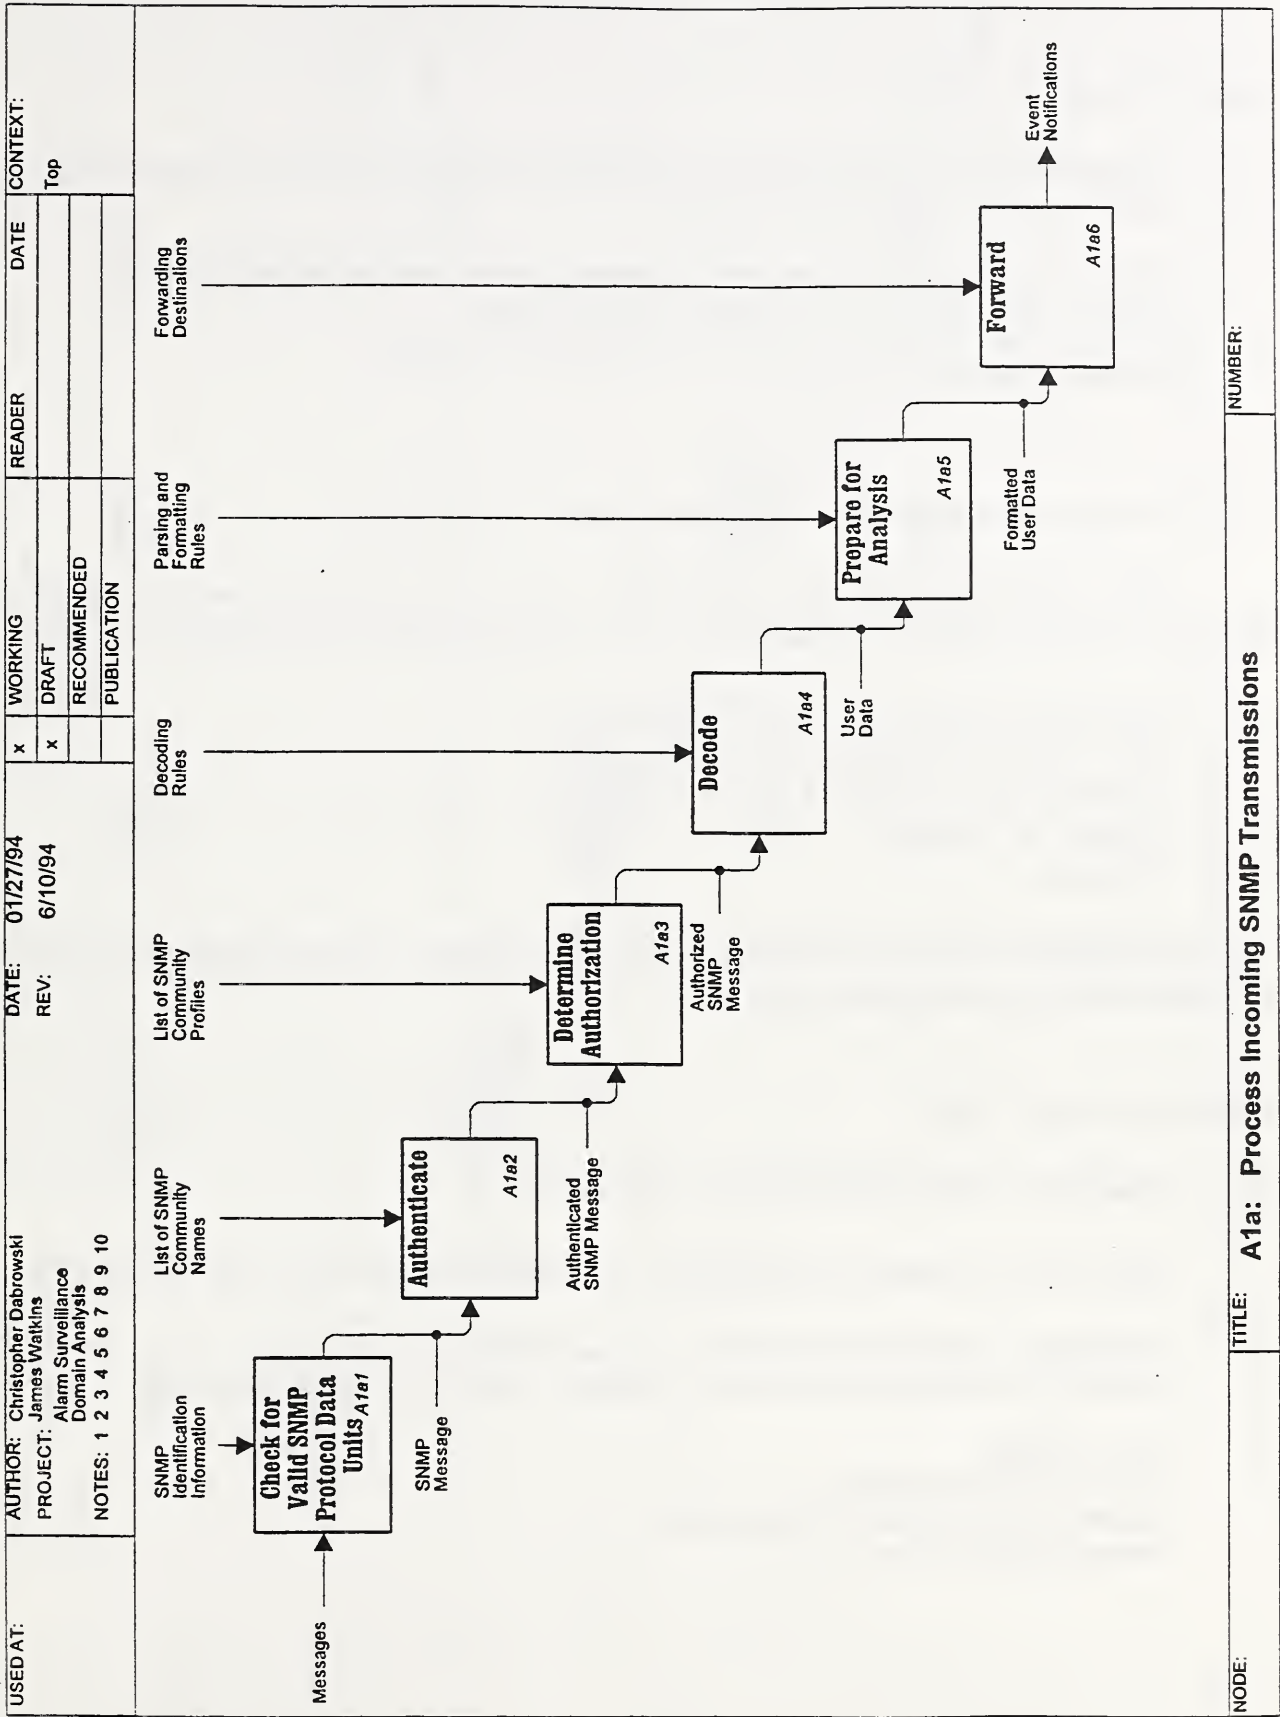 USED AT:
AUTHOR: Christopher Dabrowski
James Watkins
PROJECT:
Alarm Surveillance
Domain Analysis
NOTES: 1 2 3 4 5 6 7 8 9 10
DATE: 01/27/94
REV: 6/10/94
x WORKING
x DRAFT
RECOMMENDED
PUBLICATION
READER DATE
CONTEXT:
Top
SNMP
Identification
Information
List of SNMP
Community
Names
List of SNMP
Community
Profiles
Decoding
Rules
Parsing and
Formatting
Rules
Forwarding
Destinations
Messages
Check for
Valid SNMP
Protocol Data
Units
A1a1
SNMP
Message
Authenticate
A1a2
Authenticated
SNMP Message
Determine
Authorization
A1a3
Authorized
SNMP
Message
Decode
A1a4
User
Data
Prepare for
Analysis
A1a5
Formatted
User Data
Forward
A1a6
Event
Notifications
NODE:
TITLE: A1a: Process Incoming SNMP Transmissions
NUMBER: